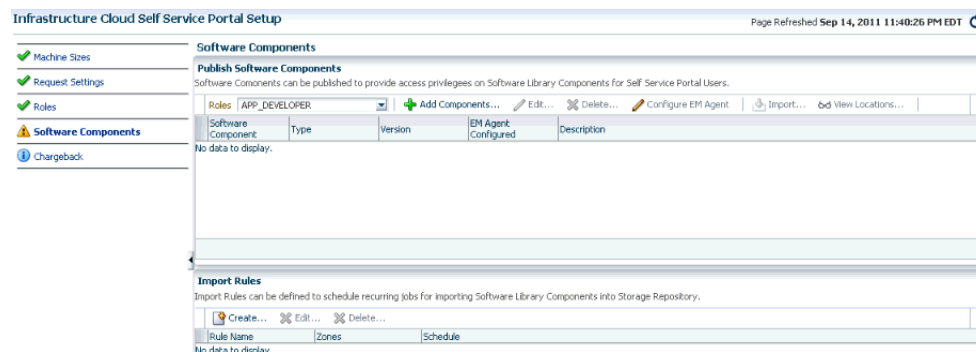 Infrastructure Cloud Self Service Portal Setup
Page Refreshed Sep 14, 2011 11:40:26 PM EDT
Machine Sizes
Request Settings
Roles
Software Components
Chargeback
Software Components
Publish Software Components
Software Comonents can be published to provide access privlegees on Software Library Components for Self Service Portal Users.
Roles APP_DEVELOPER Add Components... Edit... Delete... Configure EM Agent Import... View Locations...
Software Component Type Version EM Agent Configured Description
No data to display.
Import Rules
Import Rules can be defined to schedule recurring jobs for importing Software Library Components into Storage Repository.
Create... Edit... Delete...
Rule Name Zones Schedule
No data to display